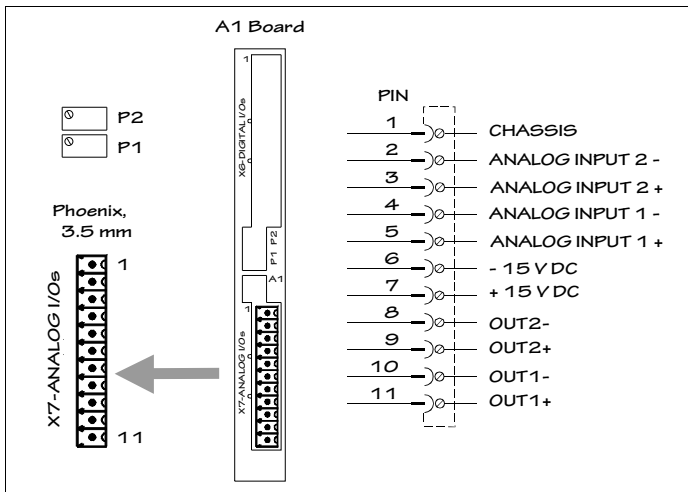 A1 Board
P2
P1
Phoenix,
3.5 mm
X7-ANALOG I/Os
1
11
1
X6-DIGITAL I/Os
P1 P2
A1
1
X7-ANALOG I/Os
PIN
1 CHASSIS
2 ANALOG INPUT 2 -
3 ANALOG INPUT 2 +
4 ANALOG INPUT 1 -
5 ANALOG INPUT 1 +
6 - 15 V DC
7 + 15 V DC
8 OUT2-
9 OUT2+
10 OUT1-
11 OUT1+